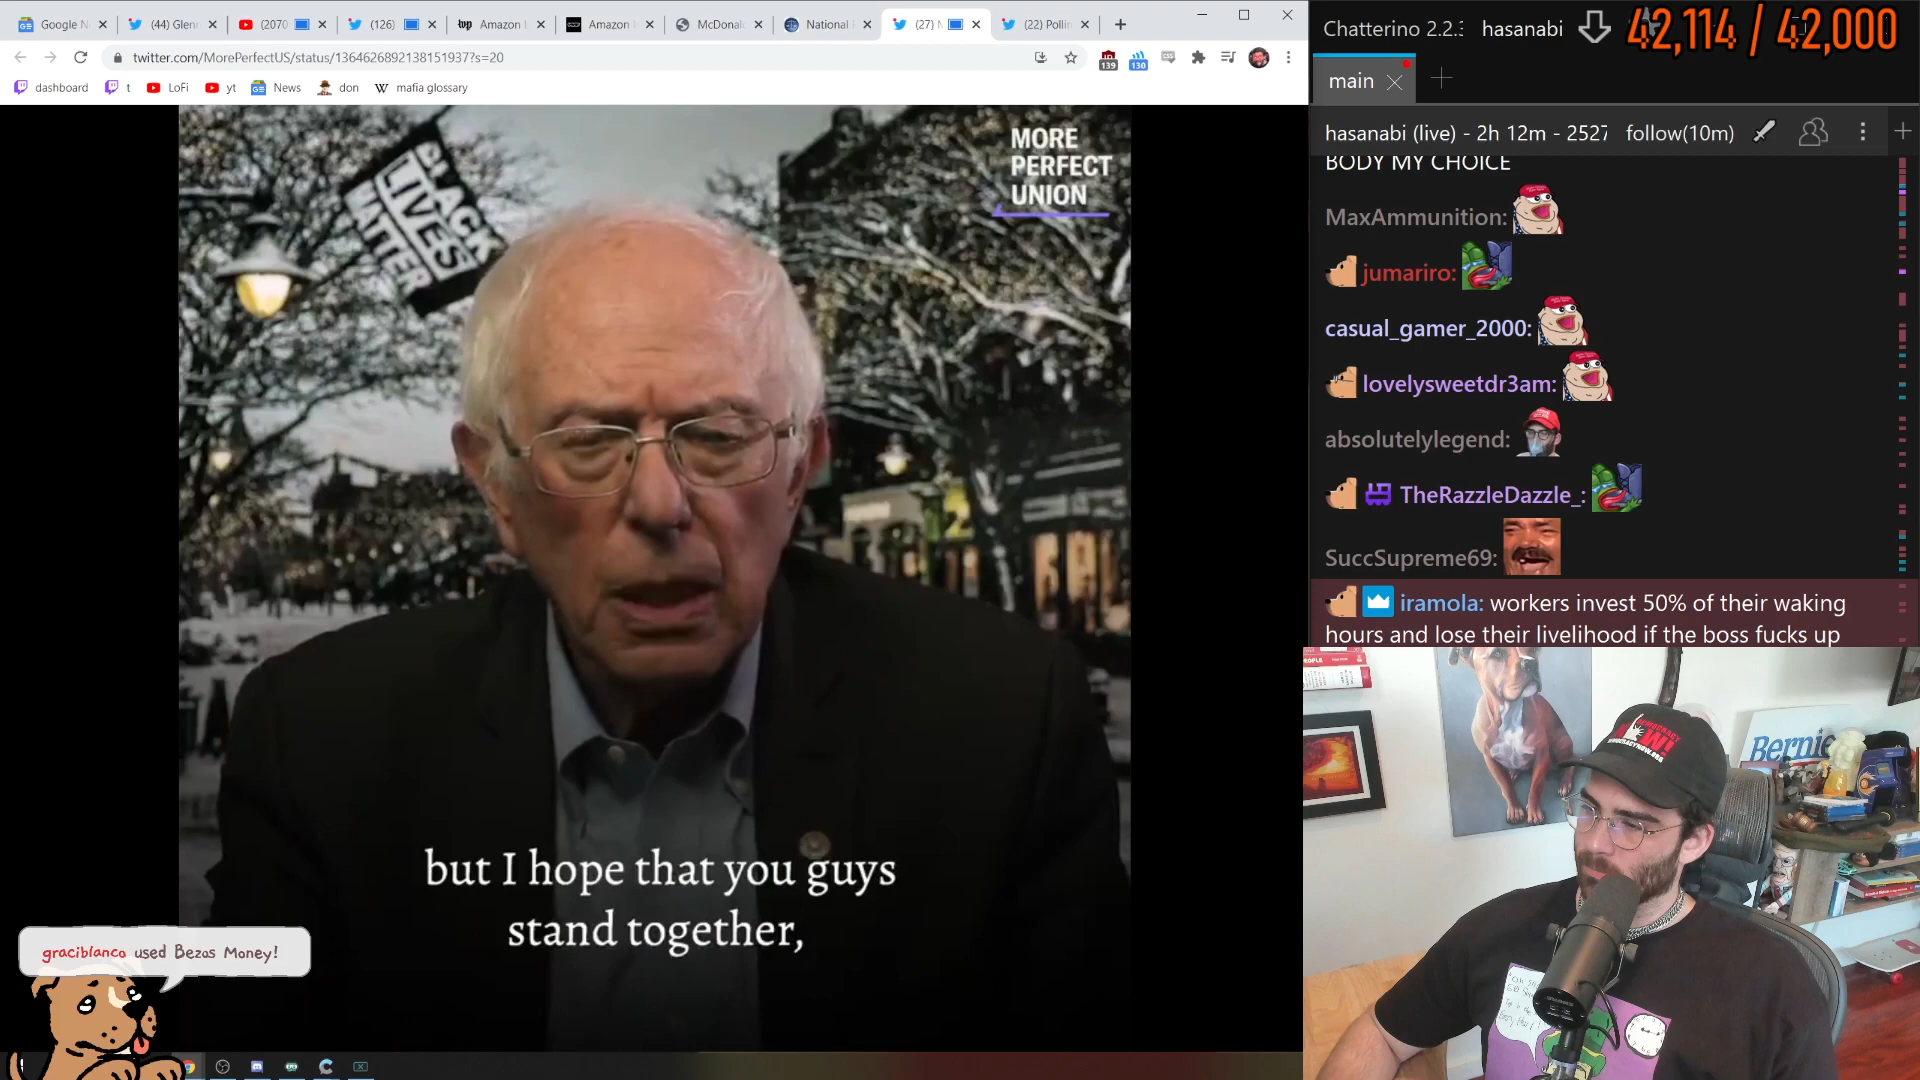 Google N
(44) Glen
(2070
(126)
Amazon
Amazon
McDonal
National
(27)
(22) Pollin
twitter.com/MorePerfectUS/status/1364626892138151937?s=20
139
130
dashboard
t
LoFi
yt
News
don
mafia glossary
BLACK
LIVES
MATTER
MORE
PERFECT
UNION
but I hope that you guys
stand together,
graciblanco used Bezos Money!
Chatterino 2.2.3
hasanabi
42,114 / 42,000
main
hasanabi (live) - 2h 12m - 2527
follow(10m)
BODY MY CHOICE
MaxAmmunition:
jumariro:
casual_gamer_2000:
lovelysweetdr3am:
absolutelylegend:
TheRazzleDazzle_:
SuccSupreme69:
iramola: workers invest 50% of their waking
hours and lose their livelihood if the boss fucks up
Bernie